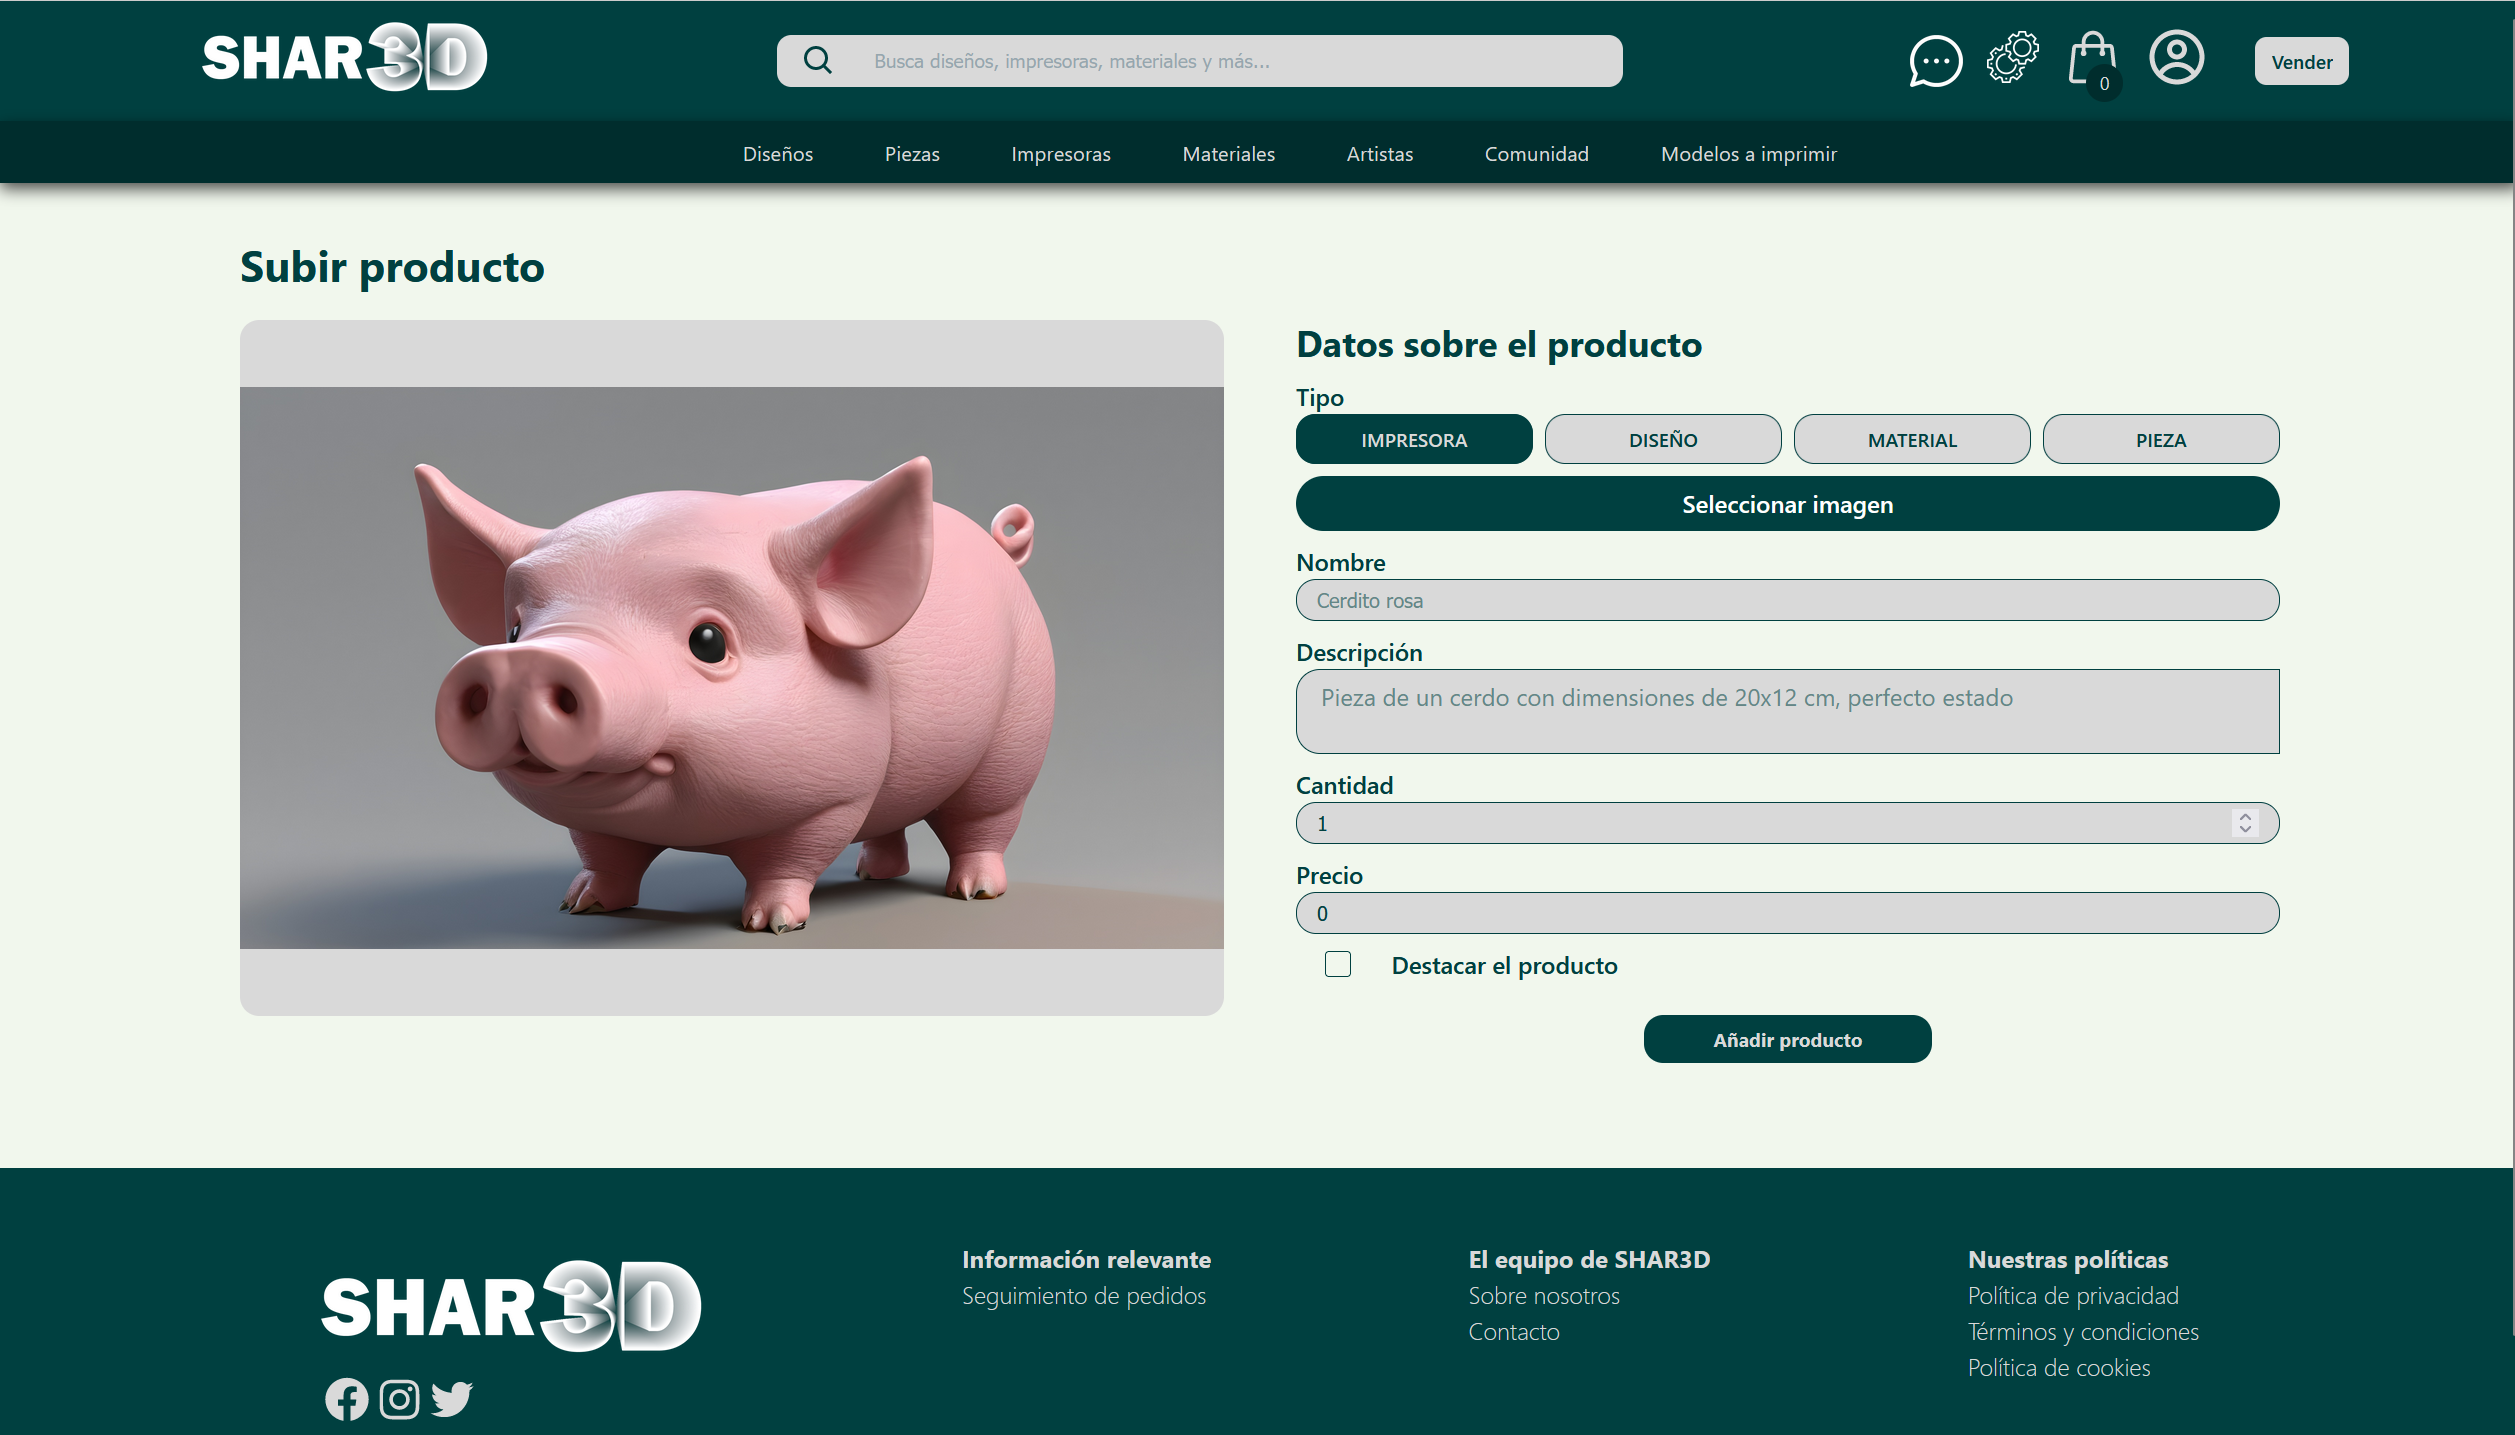 SHAR3D
Busca diseños, impresoras, materiales y más...
0
Vender
Diseños Piezas Impresoras Materiales Artistas Comunidad Modelos a imprimir
Subir producto
Datos sobre el producto
Tipo
IMPRESORA DISEÑO MATERIAL PIEZA
Seleccionar imagen
Nombre
Cerdito rosa
Descripción
Pieza de un cerdo con dimensiones de 20x12 cm, perfecto estado
Cantidad
1
Precio
0
Destacar el producto
Añadir producto
SHAR3D
Información relevante
Seguimiento de pedidos
El equipo de SHAR3D
Sobre nosotros
Contacto
Nuestras políticas
Política de privacidad
Términos y condiciones
Política de cookies